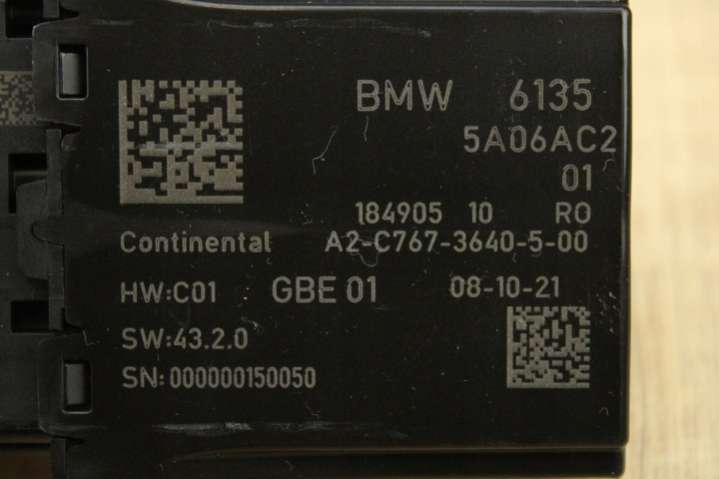 BMW 6135
5A06AC2
01
184905 10 RO
Continental A2-C767-3640-5-00
HW:C01 GBE 01 08-10-21
SW:43.2.0
SN:000000150050